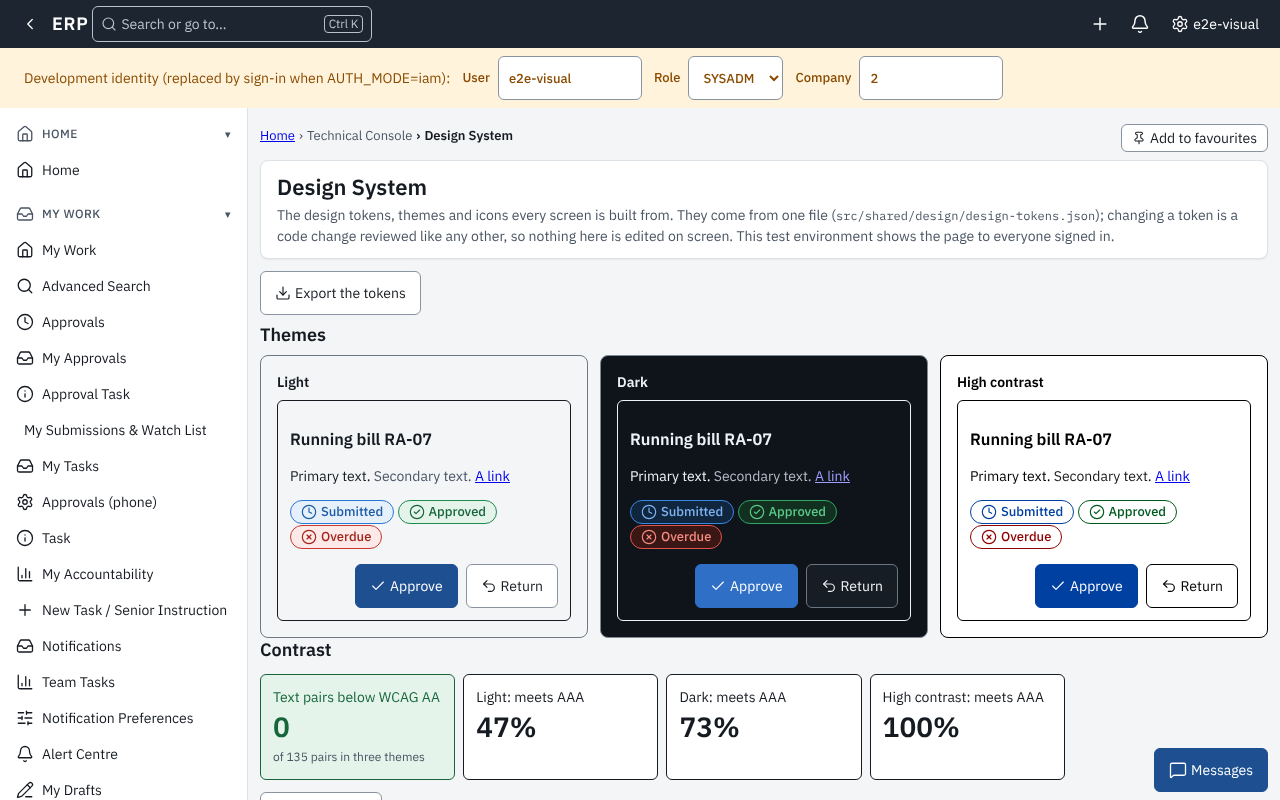 ERP
Search or go to…
Ctrl K
e2e-visual
Development identity (replaced by sign-in when AUTH_MODE=iam):
User
e2e-visual
Role
SYSADM
Company
2
HOME
Home
MY WORK
My Work
Advanced Search
Approvals
My Approvals
Approval Task
My Submissions & Watch List
My Tasks
Approvals (phone)
Task
My Accountability
New Task / Senior Instruction
Notifications
Team Tasks
Notification Preferences
Alert Centre
My Drafts
Home › Technical Console › Design System
Add to favourites
Design System
The design tokens, themes and icons every screen is built from. They come from one file (src/shared/design/design-tokens.json); changing a token is a
code change reviewed like any other, so nothing here is edited on screen. This test environment shows the page to everyone signed in.
Export the tokens
Themes
Light
Running bill RA-07
Primary text. Secondary text. A link
Submitted
Approved
Overdue
Approve
Return
Dark
Running bill RA-07
Primary text. Secondary text. A link
Submitted
Approved
Overdue
Approve
Return
High contrast
Running bill RA-07
Primary text. Secondary text. A link
Submitted
Approved
Overdue
Approve
Return
Contrast
Text pairs below WCAG AA
0
of 135 pairs in three themes
Light: meets AAA
47%
Dark: meets AAA
73%
High contrast: meets AAA
100%
Messages